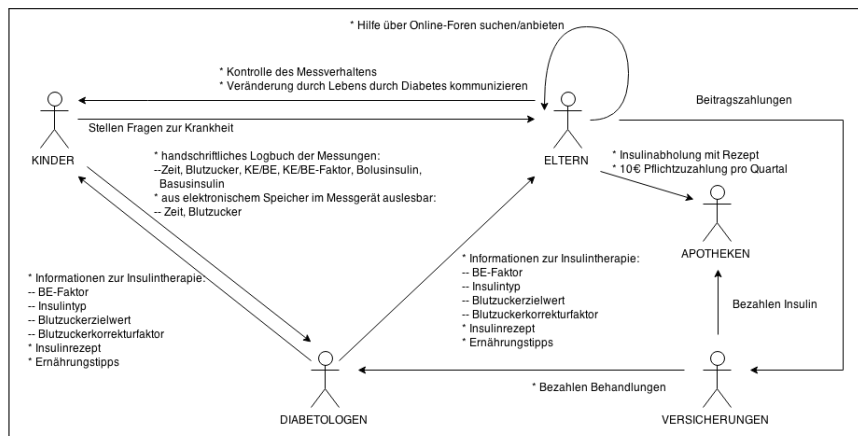 * Hilfe über Online-Foren suchen/anbieten
* Kontrolle des Messverhaltens
* Veränderung durch Lebens durch Diabetes kommunizieren
Beitragszahlungen
Stellen Fragen zur Krankheit
KINDER
ELTERN
* handschriftliches Logbuch der Messungen:
--Zeit, Blutzucker, KE/BE, KE/BE-Faktor, Bolusinsulin,
Basusinsulin
* aus elektronischem Speicher im Messgerät auslesbar:
-- Zeit, Blutzucker
* Insulinabholung mit Rezept
* 10€ Pflichtzuzahlung pro Quartal
APOTHEKEN
* Informationen zur Insulintherapie:
-- BE-Faktor
-- Insulintyp
-- Blutzuckerzielwert
-- Blutzuckerkorrekturfaktor
* Insulinrezept
* Ernährungstipps
* Informationen zur Insulintherapie:
-- BE-Faktor
-- Insulintyp
-- Blutzuckerzielwert
-- Blutzuckerkorrekturfaktor
* Insulinrezept
* Ernährungstipps
Bezahlen Insulin
* Bezahlen Behandlungen
DIABETOLOGEN
VERSICHERUNGEN